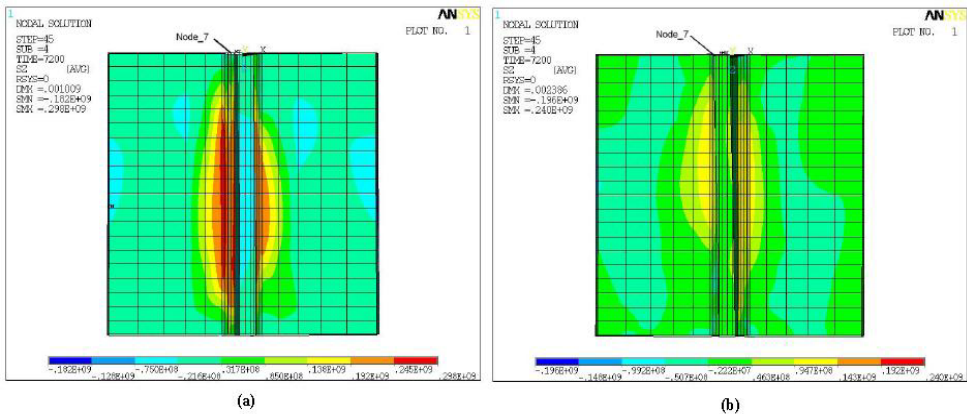 1
ANSYS
NODAL SOLUTION
PLOT NO. 1
STEP=45
SUB =4
TIME=7200
SZ (AVG)
RSYS=0
DMX =.001009
SMN =-.182E+09
SMX =.298E+09
Node_7
X
-.182E+09 -.750E+08 .317E+08 .138E+09 .245E+09
-.128E+09 -.216E+08 .850E+08 .192E+09 .298E+09
(a)
1
ANSYS
NODAL SOLUTION
PLOT NO. 1
STEP=45
SUB =4
TIME=7200
SZ (AVG)
RSYS=0
DMX =.002386
SMN =-.196E+09
SMX =.240E+09
Node_7
X
-.196E+09 -.992E+08 -.222E+07 .947E+08 .192E+09
-.148E+09 -.507E+08 .463E+08 .143E+09 .240E+09
(b)